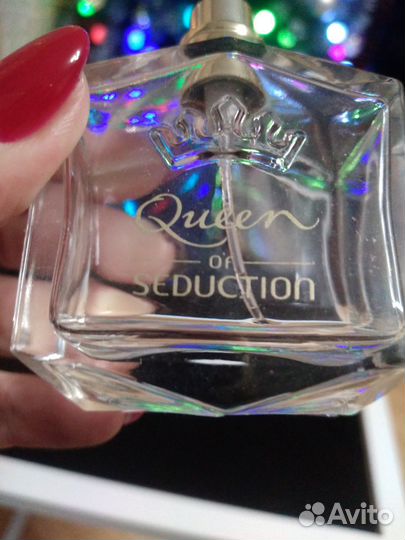 Queen
OF
SEDUCTION
Avito